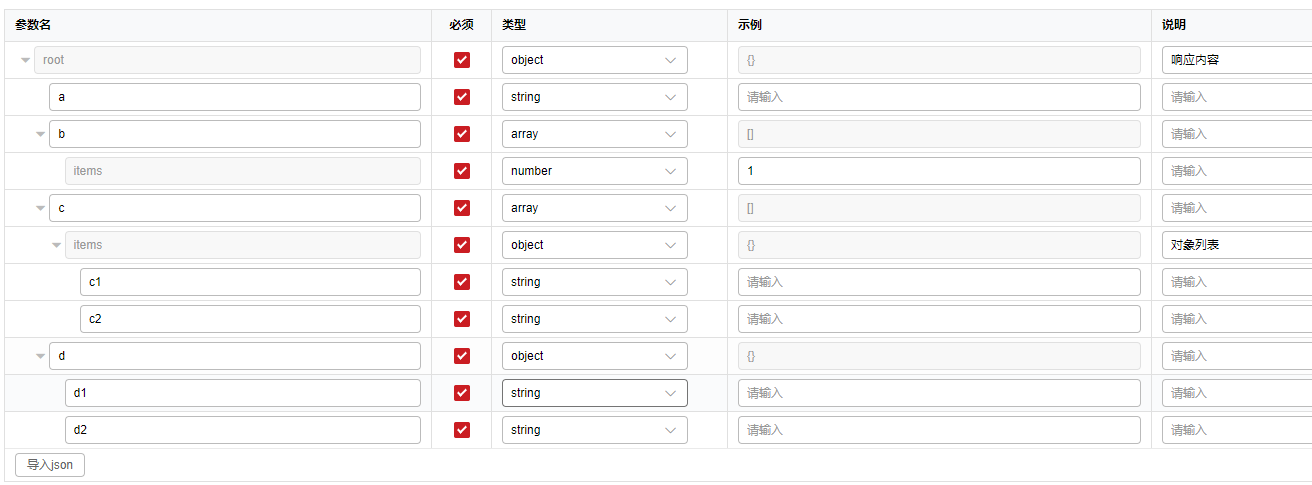 参数名 必须 类型 示例 说明
root object {} 响应内容
a string 请输入 请输入
b array [] 请输入
items number 1 请输入
c array [] 请输入
items object {} 对象列表
c1 string 请输入 请输入
c2 string 请输入 请输入
d object {} 请输入
d1 string 请输入 请输入
d2 string 请输入 请输入
导入json